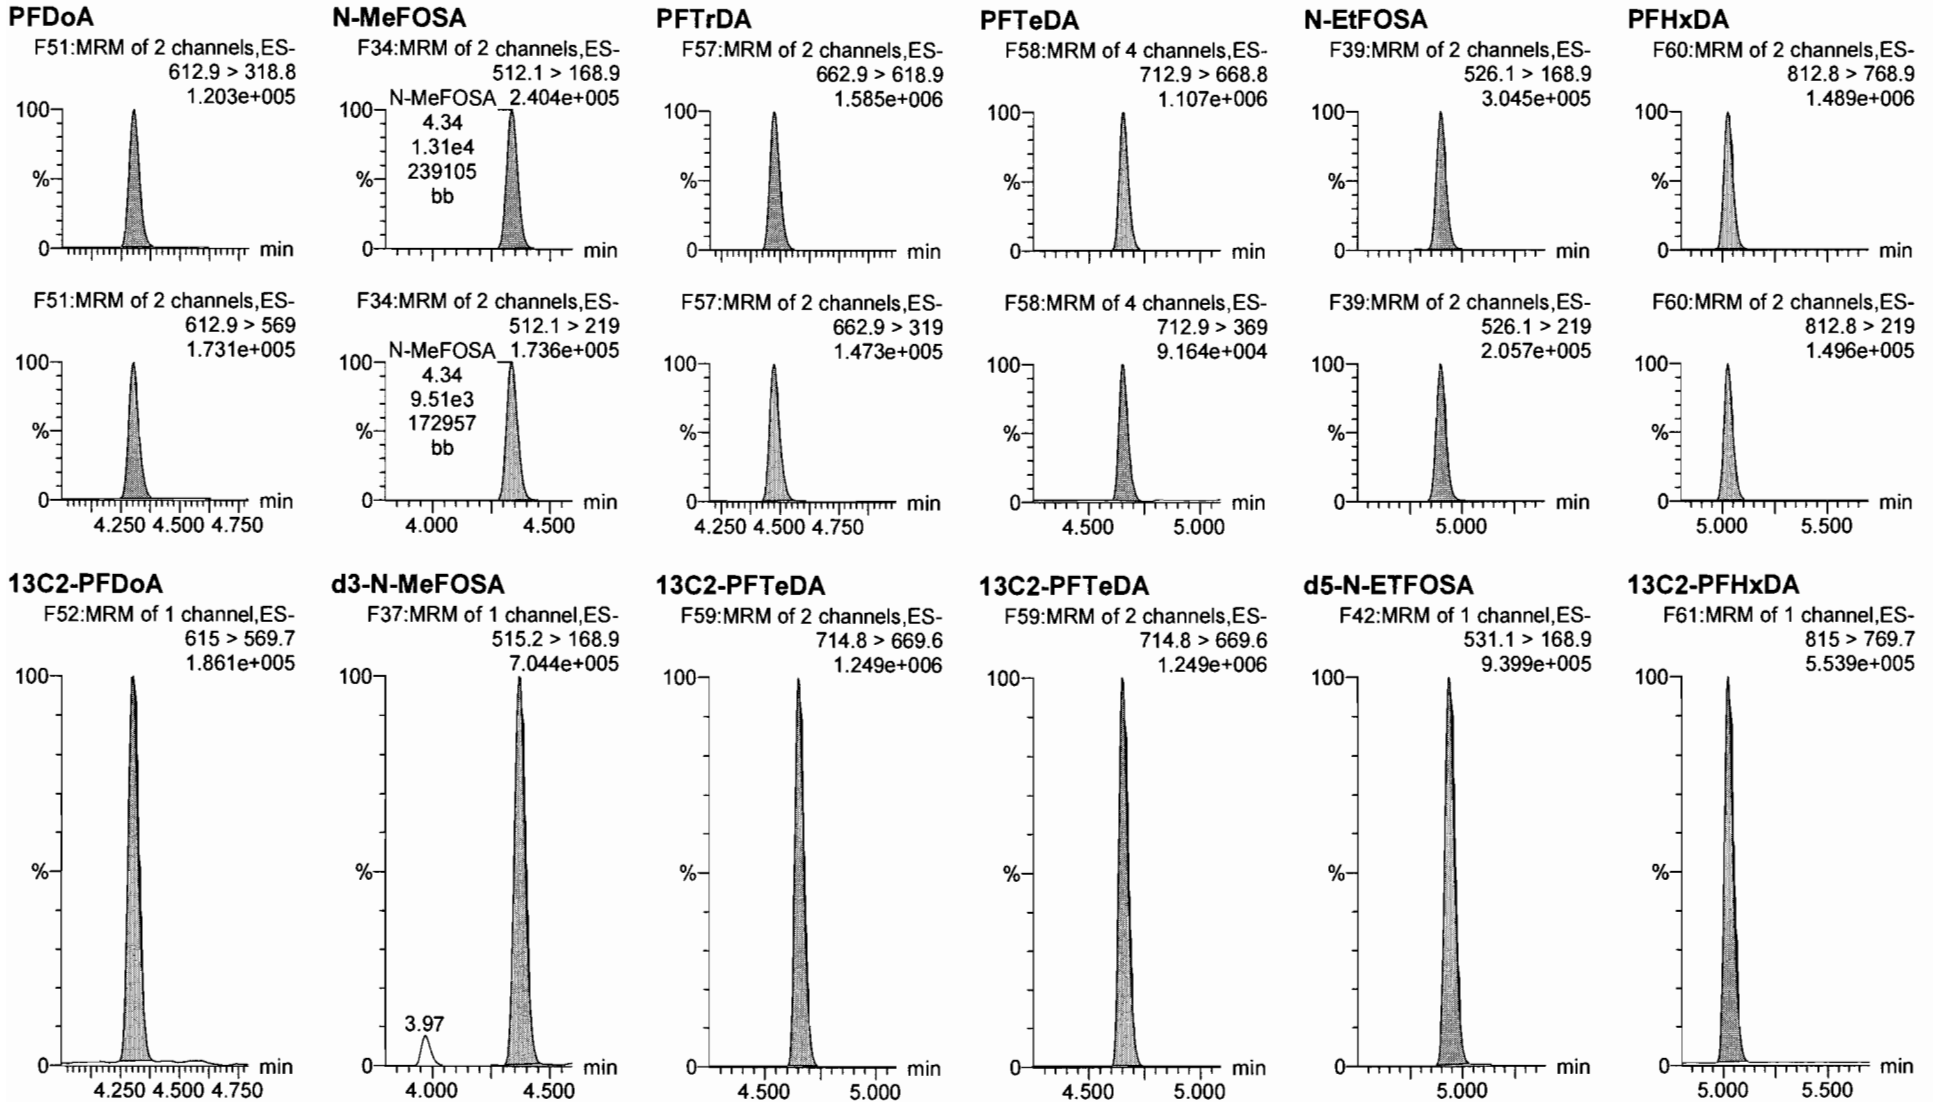 PFDoA
F51:MRM of 2 channels,ES-
612.9 > 318.8
1.203e+005
100
%
0
min
F51:MRM of 2 channels,ES-
612.9 > 569
1.731e+005
100
%
0
min
4.250 4.500 4.750
N-MeFOSA
F34:MRM of 2 channels,ES-
512.1 > 168.9
N-MeFOSA 2.404e+005
100
4.34
1.31e4
239105
bb
%
0
min
F34:MRM of 2 channels,ES-
512.1 > 219
N-MeFOSA 1.736e+005
100
4.34
9.51e3
172957
bb
%
0
min
4.000 4.500
PFTrDA
F57:MRM of 2 channels,ES-
662.9 > 618.9
1.585e+006
100
%
0
min
F57:MRM of 2 channels,ES-
662.9 > 319
1.473e+005
100
%
0
min
4.250 4.500 4.750
PFTeDA
F58:MRM of 4 channels,ES-
712.9 > 668.8
1.107e+006
100
%
0
min
F58:MRM of 4 channels,ES-
712.9 > 369
9.164e+004
100
%
0
min
4.500 5.000
N-EtFOSA
F39:MRM of 2 channels,ES-
526.1 > 168.9
3.045e+005
100
%
0
min
F39:MRM of 2 channels,ES-
526.1 > 219
2.057e+005
100
%
0
min
5.000
PFHxDA
F60:MRM of 2 channels,ES-
812.8 > 768.9
1.489e+006
100
%
0
min
F60:MRM of 2 channels,ES-
812.8 > 219
1.496e+005
100
%
0
min
5.000 5.500
13C2-PFDoA
F52:MRM of 1 channel,ES-
615 > 569.7
1.861e+005
100
%
0
min
4.250 4.500 4.750
d3-N-MeFOSA
F37:MRM of 1 channel,ES-
515.2 > 168.9
7.044e+005
100
%
3.97
0
min
4.000 4.500
13C2-PFTeDA
F59:MRM of 2 channels,ES-
714.8 > 669.6
1.249e+006
100
%
0
min
4.500 5.000
13C2-PFTeDA
F59:MRM of 2 channels,ES-
714.8 > 669.6
1.249e+006
100
%
0
min
4.500 5.000
d5-N-ETFOSA
F42:MRM of 1 channel,ES-
531.1 > 168.9
9.399e+005
100
%
0
min
5.000
13C2-PFHxDA
F61:MRM of 1 channel,ES-
815 > 769.7
5.539e+005
100
%
0
min
5.000 5.500